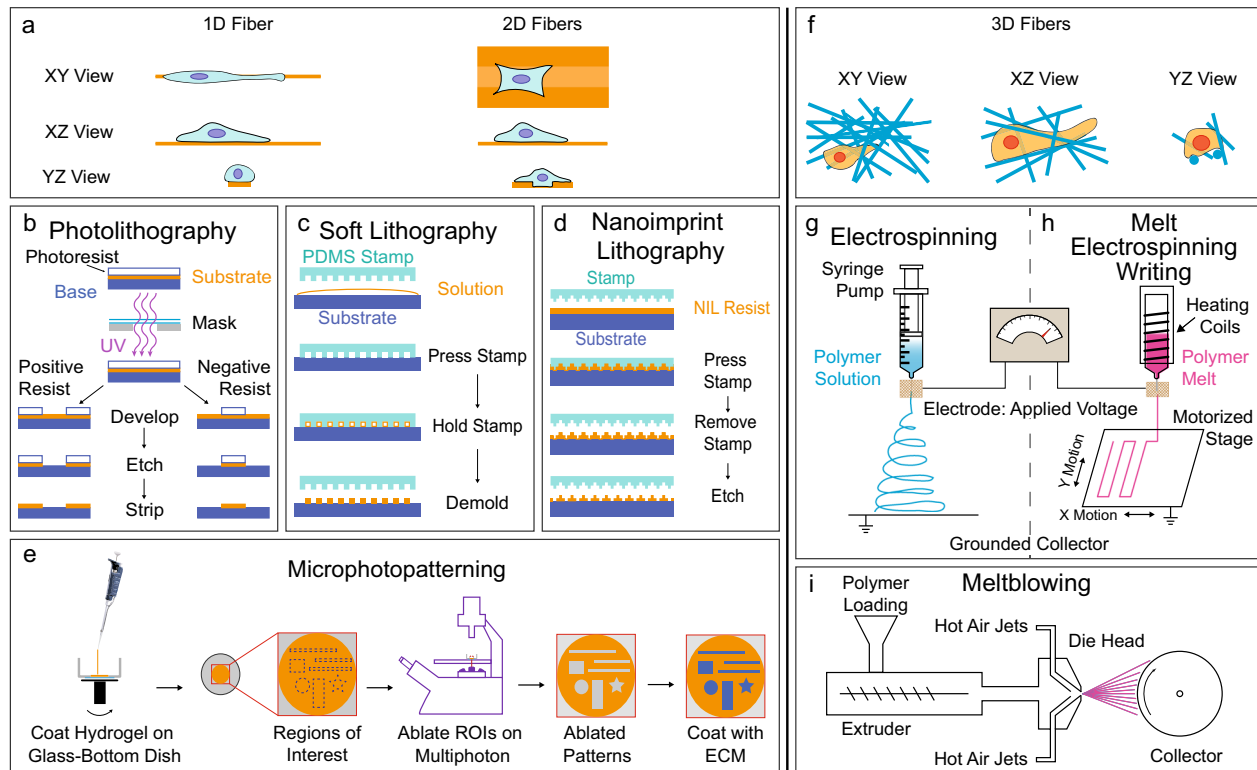 a
1D Fiber
2D Fibers
XY View
XZ View
YZ View
b
Photolithography
Photoresist
Substrate
Base
Mask
UV
Positive
Resist
Negative
Resist
Develop
Etch
Strip
c
Soft Lithography
PDMS Stamp
Solution
Substrate
Press Stamp
Hold Stamp
Demold
d
Nanoimprint
Lithography
Stamp
NIL Resist
Substrate
Press
Stamp
Remove
Stamp
Etch
e
Microphotopatterning
Coat Hydrogel on
Glass-Bottom Dish
Regions of
Interest
Ablate ROIs on
Multiphoton
Ablated
Patterns
Coat with
ECM
f
3D Fibers
XY View
XZ View
YZ View
g
Electrospinning
Syringe
Pump
Polymer
Solution
Electrode: Applied Voltage
Grounded Collector
h
Melt
Electrospinning
Writing
Heating
Coils
Polymer
Melt
Motorized
Stage
Y Motion
X Motion
i
Meltblowing
Polymer
Loading
Hot Air Jets
Die Head
Extruder
Hot Air Jets
Collector